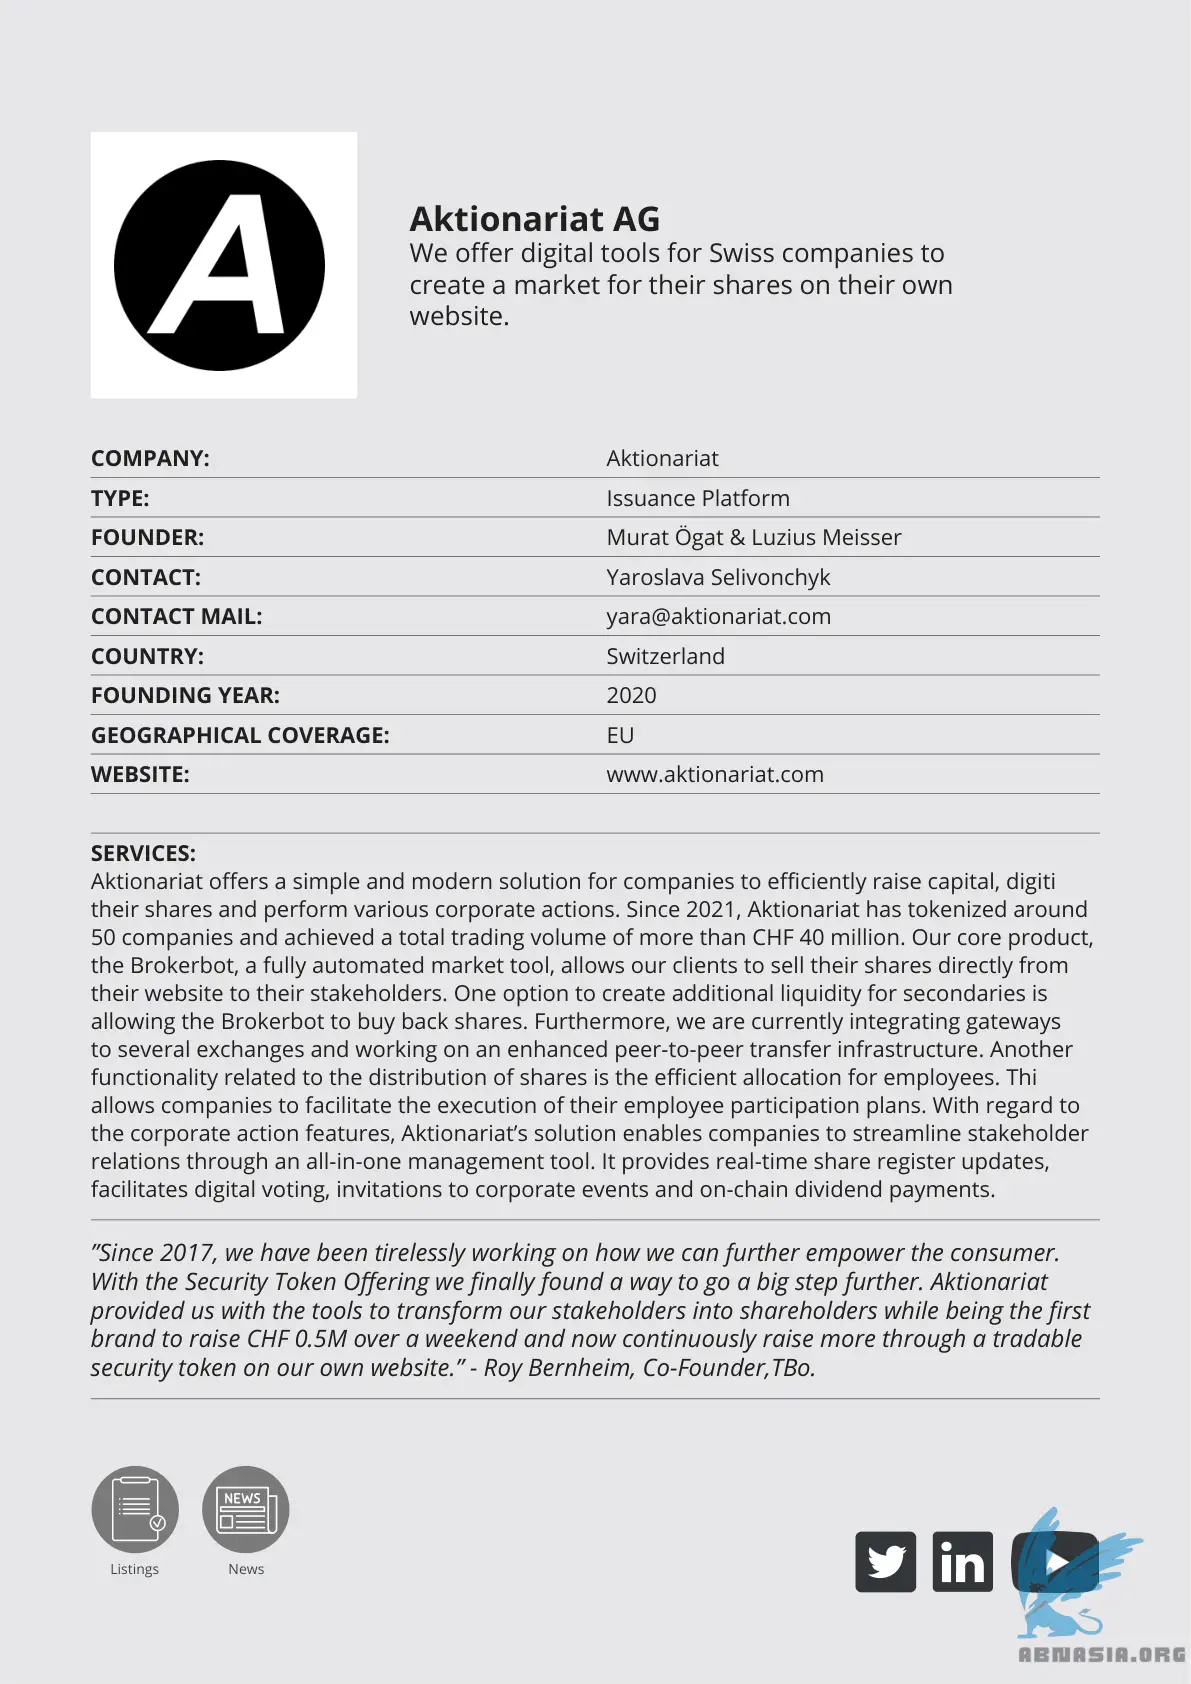 A
Aktionariat AG
We offer digital tools for Swiss companies to
create a market for their shares on their own
website.
COMPANY: Aktionariat
TYPE: Issuance Platform
FOUNDER: Murat Ögat & Luzius Meisser
CONTACT: Yaroslava Selivonchyk
CONTACT MAIL: yara@aktionariat.com
COUNTRY: Switzerland
FOUNDING YEAR: 2020
GEOGRAPHICAL COVERAGE: EU
WEBSITE: www.aktionariat.com
SERVICES:
Aktionariat offers a simple and modern solution for companies to efficiently raise capital, digiti
their shares and perform various corporate actions. Since 2021, Aktionariat has tokenized around
50 companies and achieved a total trading volume of more than CHF 40 million. Our core product,
the Brokerbot, a fully automated market tool, allows our clients to sell their shares directly from
their website to their stakeholders. One option to create additional liquidity for secondaries is
allowing the Brokerbot to buy back shares. Furthermore, we are currently integrating gateways
to several exchanges and working on an enhanced peer-to-peer transfer infrastructure. Another
functionality related to the distribution of shares is the efficient allocation for employees. Thi
allows companies to facilitate the execution of their employee participation plans. With regard to
the corporate action features, Aktionariat’s solution enables companies to streamline stakeholder
relations through an all-in-one management tool. It provides real-time share register updates,
facilitates digital voting, invitations to corporate events and on-chain dividend payments.
”Since 2017, we have been tirelessly working on how we can further empower the consumer.
With the Security Token Offering we finally found a way to go a big step further. Aktionariat
provided us with the tools to transform our stakeholders into shareholders while being the first
brand to raise CHF 0.5M over a weekend and now continuously raise more through a tradable
security token on our own website.” - Roy Bernheim, Co-Founder,TBo.
NEWS
Listings News
in
ABNASIA.ORG